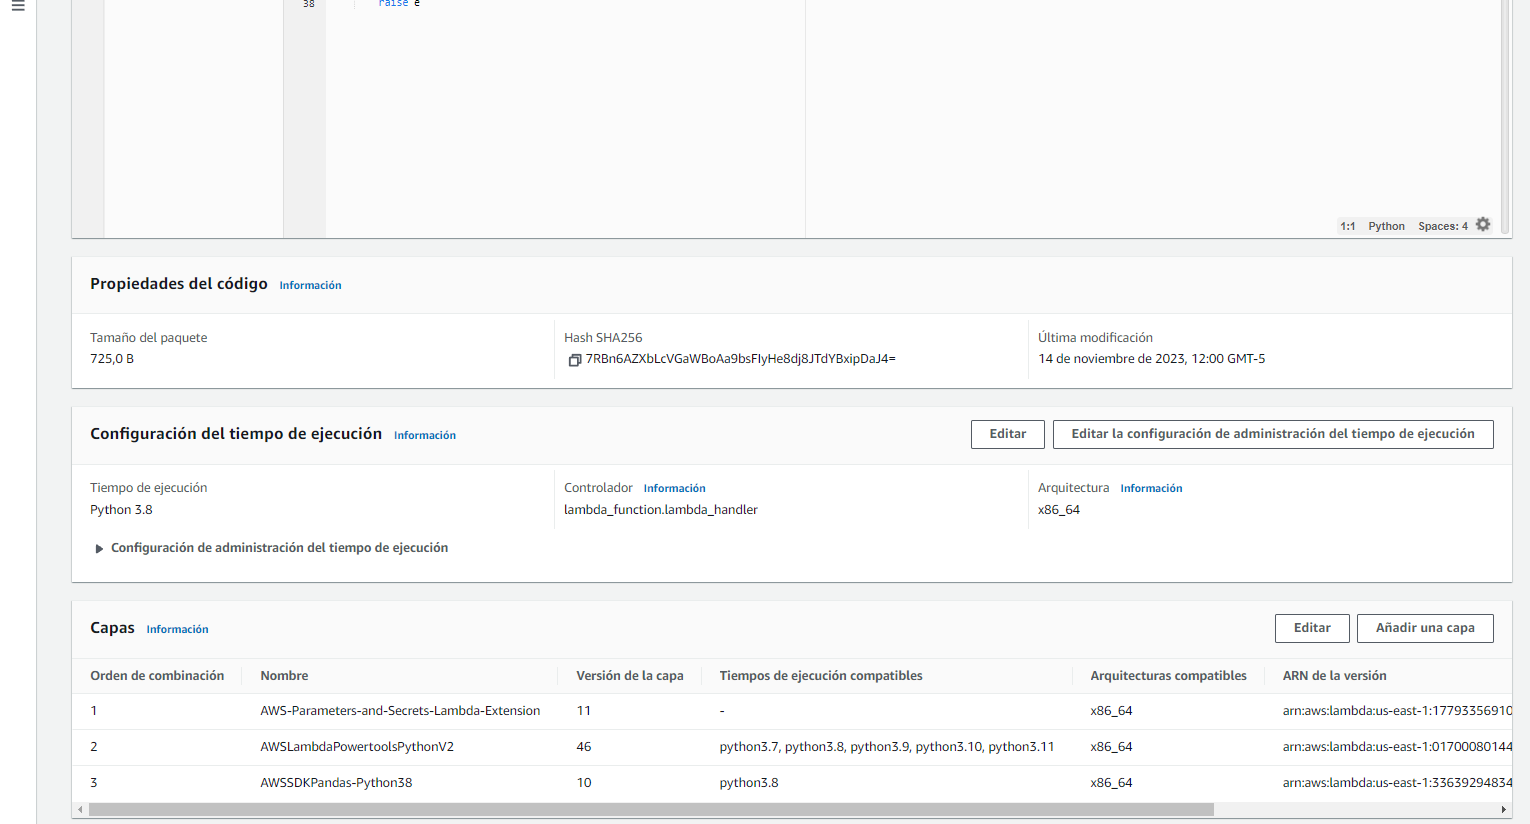 38 raise e
1:1 Python Spaces: 4
Propiedades del código Información
Tamaño del paquete
725,0 B
Hash SHA256
7RBn6AZXbLcVGaWBoAa9bsFIyHe8dj8JTdYBxipDaJ4=
Última modificación
14 de noviembre de 2023, 12:00 GMT-5
Configuración del tiempo de ejecución Información
Editar
Editar la configuración de administración del tiempo de ejecución
Tiempo de ejecución
Python 3.8
Controlador Información
lambda_function.lambda_handler
Arquitectura Información
x86_64
Configuración de administración del tiempo de ejecución
Capas Información
Editar
Añadir una capa
Orden de combinación Nombre Versión de la capa Tiempos de ejecución compatibles Arquitecturas compatibles ARN de la versión
1 AWS-Parameters-and-Secrets-Lambda-Extension 11 - x86_64 arn:aws:lambda:us-east-1:17793356910
2 AWSLambdaPowertoolsPythonV2 46 python3.7, python3.8, python3.9, python3.10, python3.11 x86_64 arn:aws:lambda:us-east-1:01700080144
3 AWSSDKPandas-Python38 10 python3.8 x86_64 arn:aws:lambda:us-east-1:33639294834